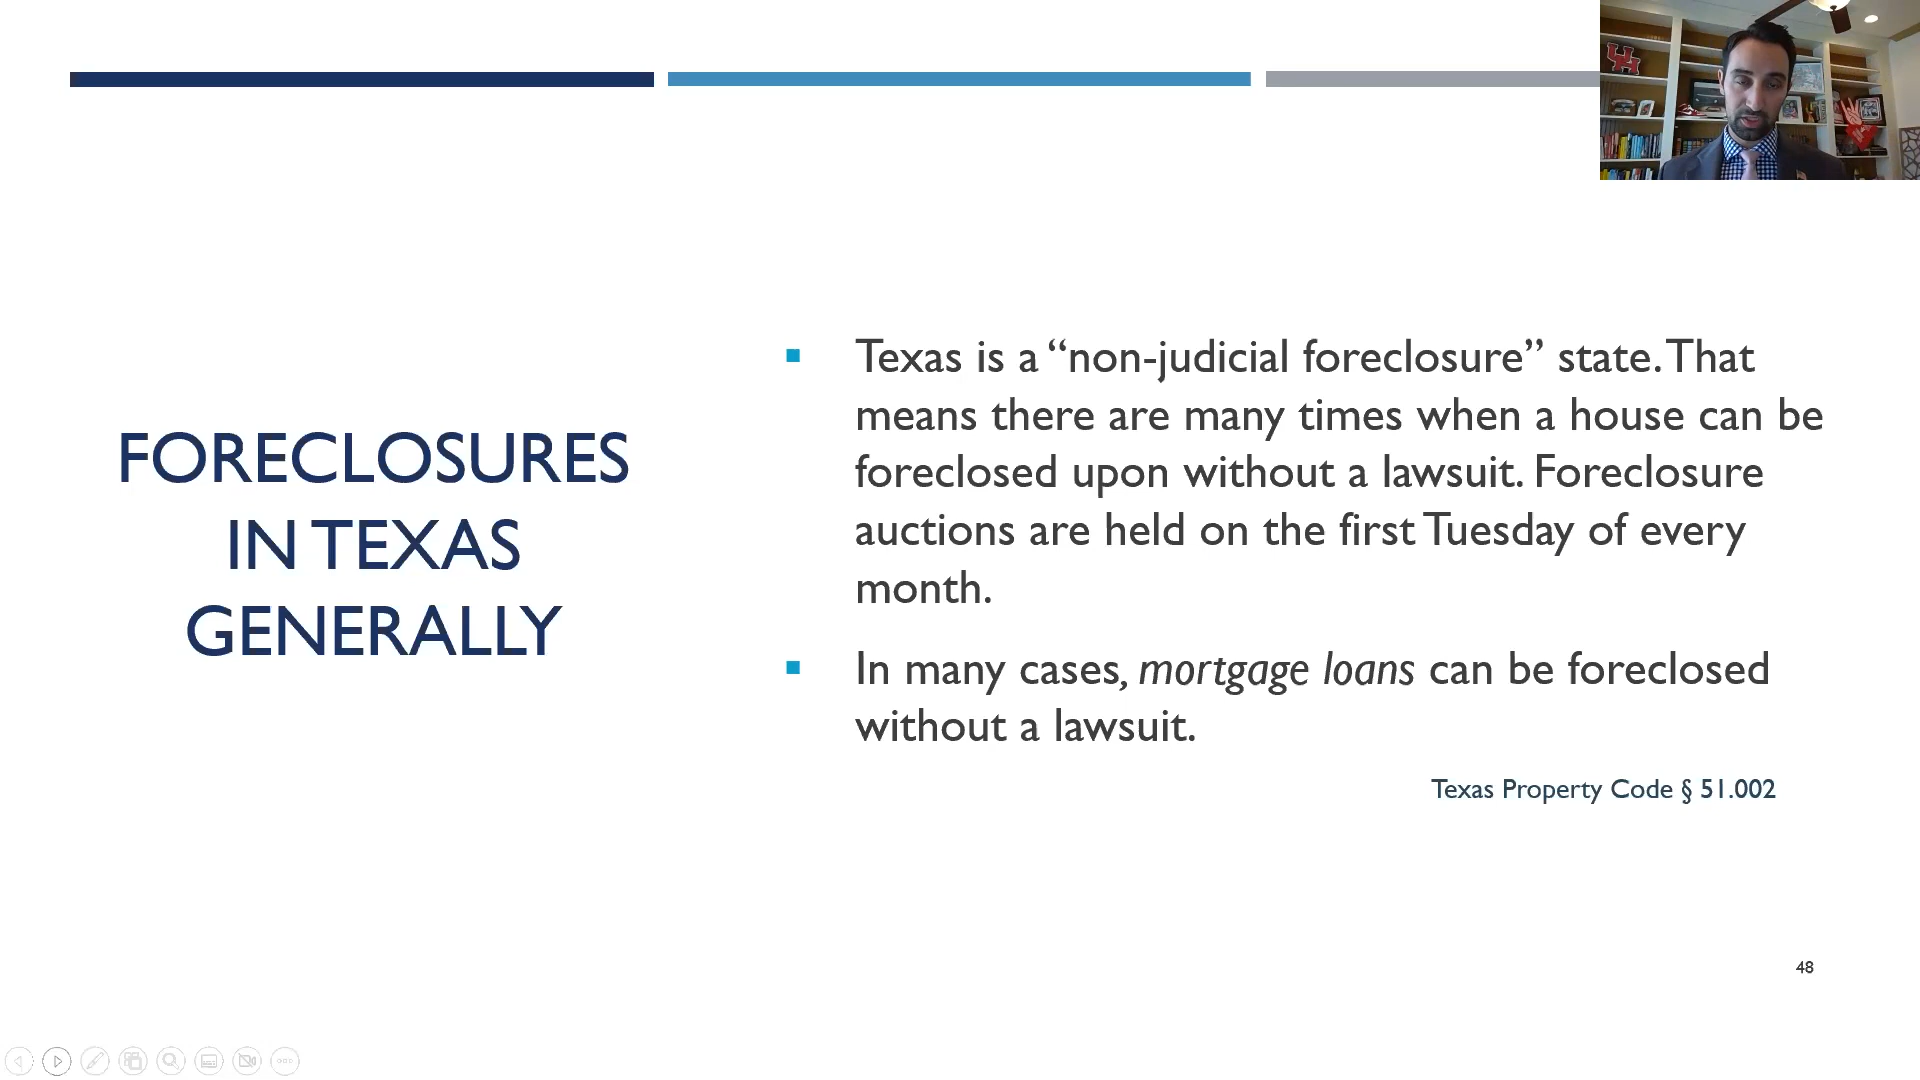 FORECLOSURES
IN TEXAS
GENERALLY
Texas is a “non-judicial foreclosure” state. That
means there are many times when a house can be
foreclosed upon without a lawsuit. Foreclosure
auctions are held on the first Tuesday of every
month.
In many cases, mortgage loans can be foreclosed
without a lawsuit.
Texas Property Code § 51.002
48